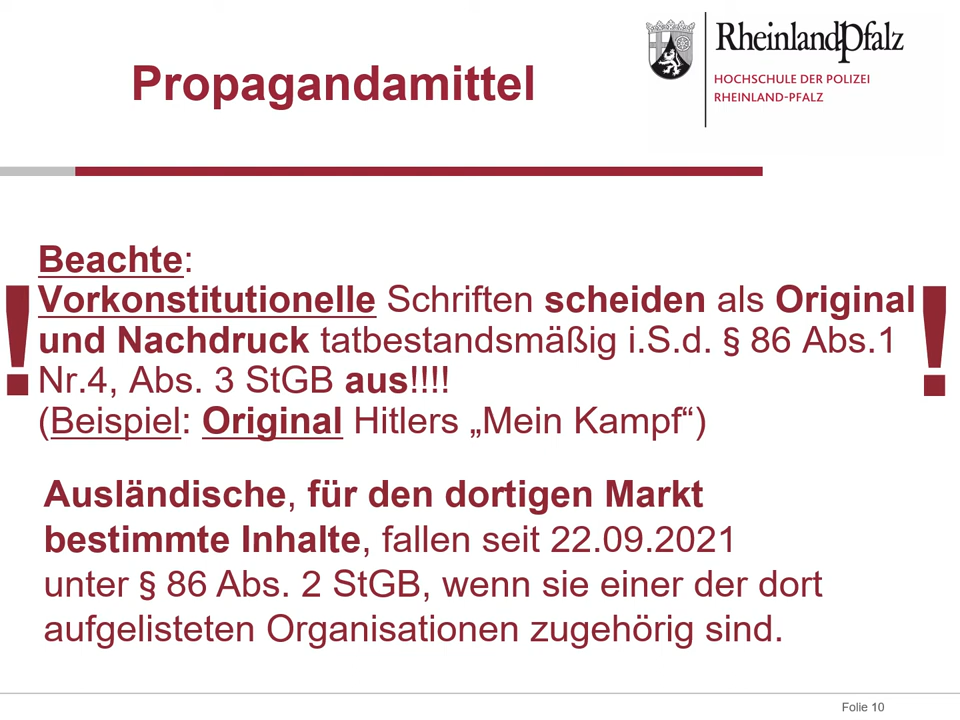 Propagandamittel
RheinlandPfalz
HOCHSCHULE DER POLIZEI
RHEINLAND-PFALZ
Beachte:
! Vorkonstitutionelle Schriften scheiden als Original !
und Nachdruck tatbestandsmäßig i.S.d. § 86 Abs.1
Nr.4, Abs. 3 StGB aus!!!!
(Beispiel: Original Hitlers „Mein Kampf“)
Ausländische, für den dortigen Markt
bestimmte Inhalte, fallen seit 22.09.2021
unter § 86 Abs. 2 StGB, wenn sie einer der dort
aufgelisteten Organisationen zugehörig sind.
Folie 10